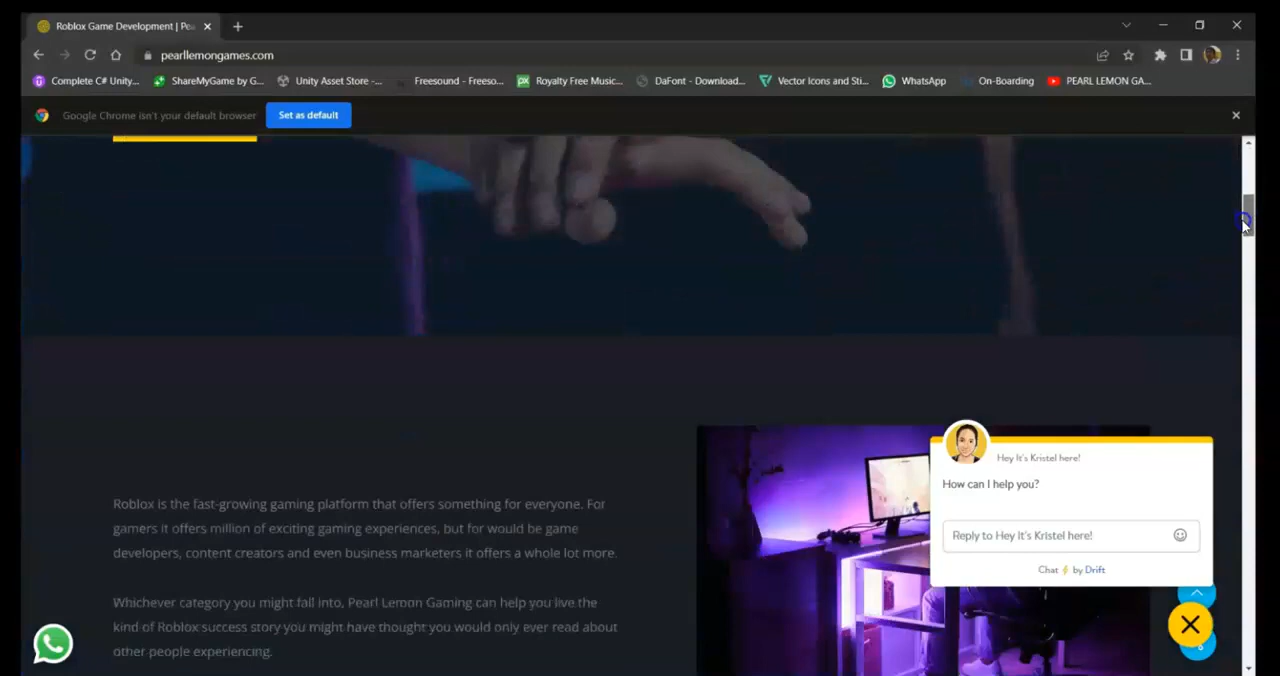 Roblox Game Development | Pe
pearllemongames.com
Complete C# Unity...
ShareMyGame by G...
Unity Asset Store -...
Freesound - Freeso...
Royalty Free Music...
DaFont - Download...
Vector Icons and Sti...
WhatsApp
On-Boarding
PEARL LEMON GA...
Google Chrome isn't your default browser
Set as default
Roblox is the fast-growing gaming platform that offers something for everyone. For
gamers it offers million of exciting gaming experiences, but for would be game
developers, content creators and even business marketers it offers a whole lot more.
Whichever category you might fall into, Pearl Lemon Gaming can help you live the
kind of Roblox success story you might have thought you would only ever read about
other people experiencing.
Hey It's Kristel here!
How can I help you?
Reply to Hey It's Kristel here!
Chat ⚡ by Drift